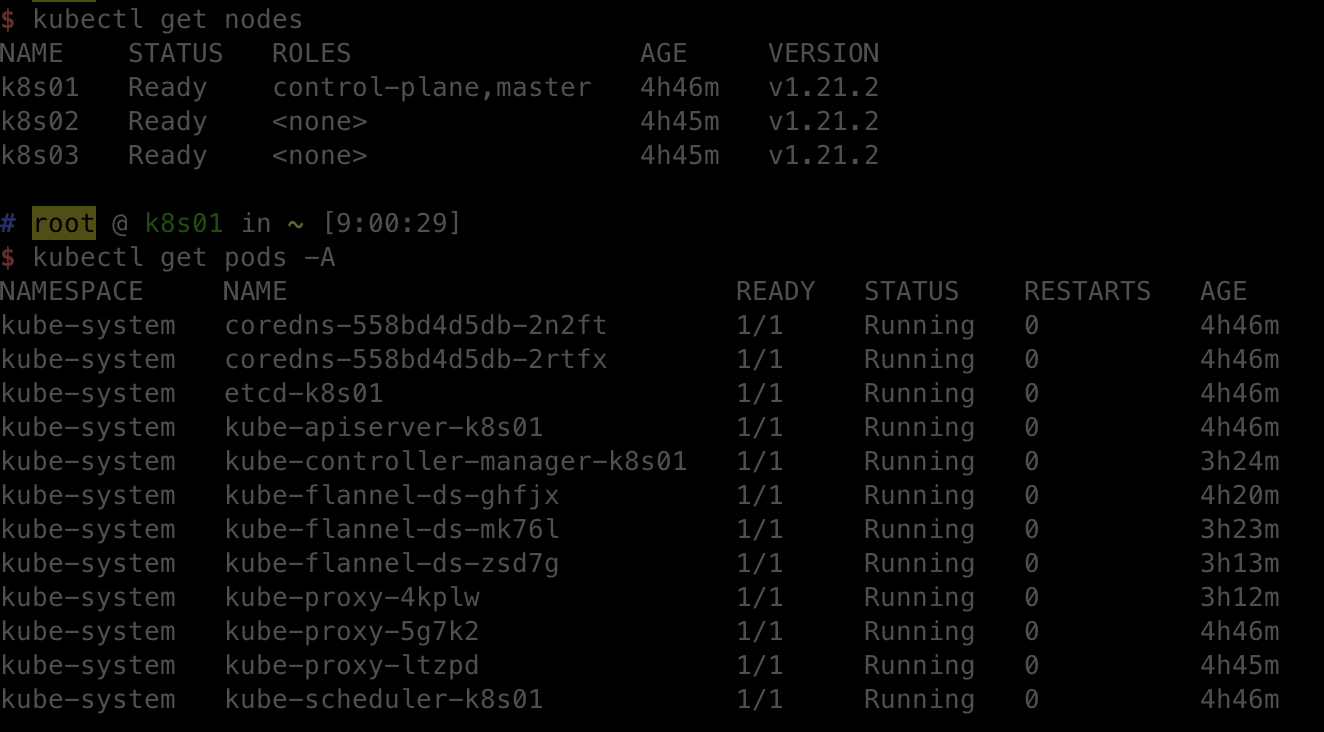 $ kubectl get nodes
NAME STATUS ROLES AGE VERSION
k8s01 Ready control-plane,master 4h46m v1.21.2
k8s02 Ready <none> 4h45m v1.21.2
k8s03 Ready <none> 4h45m v1.21.2
# root @ k8s01 in ~ [9:00:29]
$ kubectl get pods -A
NAMESPACE NAME READY STATUS RESTARTS AGE
kube-system coredns-558bd4d5db-2n2ft 1/1 Running 0 4h46m
kube-system coredns-558bd4d5db-2rtfx 1/1 Running 0 4h46m
kube-system etcd-k8s01 1/1 Running 0 4h46m
kube-system kube-apiserver-k8s01 1/1 Running 0 4h46m
kube-system kube-controller-manager-k8s01 1/1 Running 0 3h24m
kube-system kube-flannel-ds-ghfjx 1/1 Running 0 4h20m
kube-system kube-flannel-ds-mk76l 1/1 Running 0 3h23m
kube-system kube-flannel-ds-zsd7g 1/1 Running 0 3h13m
kube-system kube-proxy-4kplw 1/1 Running 0 3h12m
kube-system kube-proxy-5g7k2 1/1 Running 0 4h46m
kube-system kube-proxy-ltzpd 1/1 Running 0 4h45m
kube-system kube-scheduler-k8s01 1/1 Running 0 4h46m